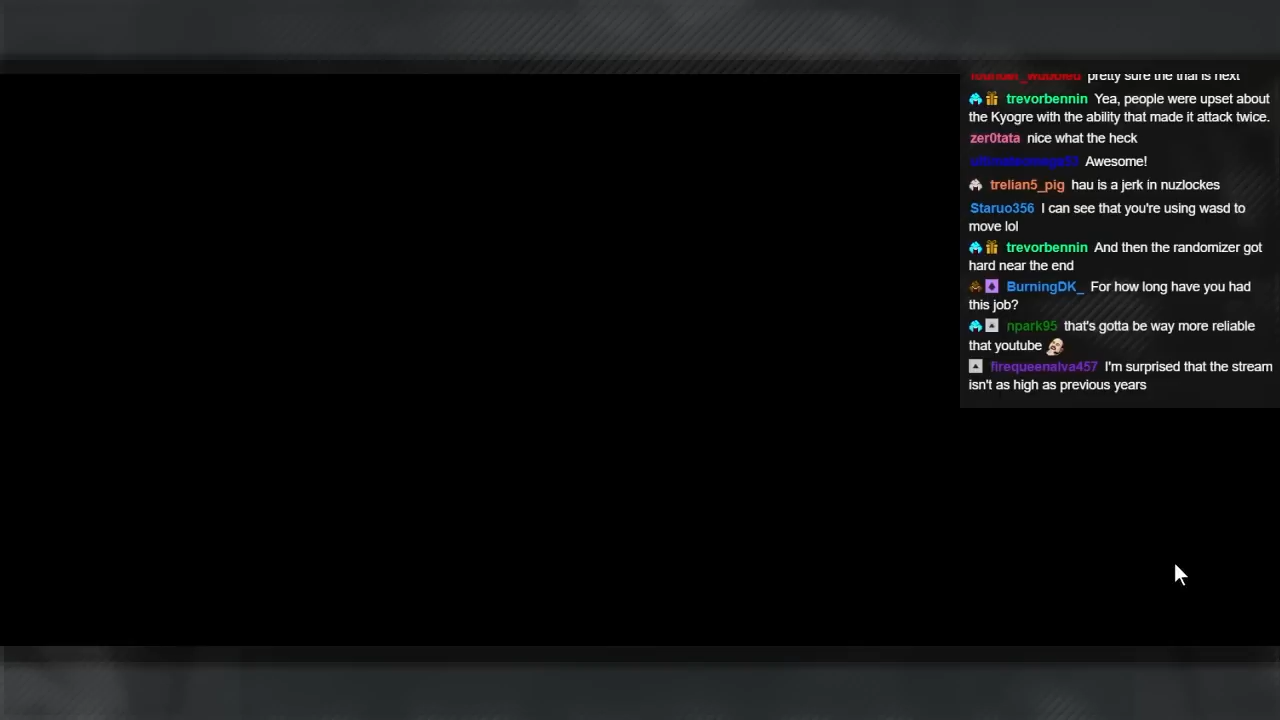 pretty sure the trial is next
trevorbennin Yea, people were upset about
the Kyogre with the ability that made it attack twice.
zer0tata nice what the heck
Awesome!
trelian5_pig hau is a jerk in nuzlockes
Staruo356 I can see that you're using wasd to
move lol
trevorbennin And then the randomizer got
hard near the end
BurningDK_ For how long have you had
this job?
npark95 that's gotta be way more reliable
that youtube
firequeenalva457 I'm surprised that the stream
isn't as high as previous years